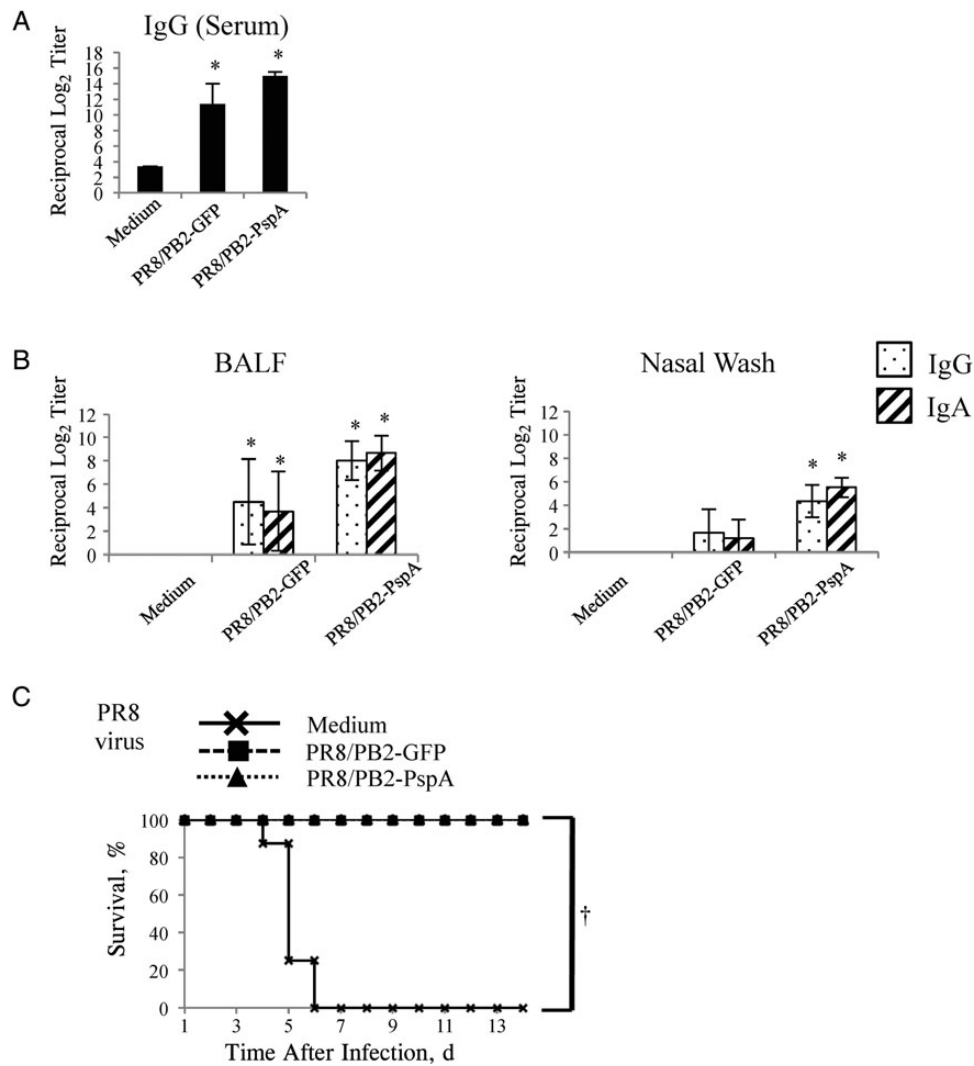 A
IgG (Serum)
Reciprocal Log₂ Titer
18
16
14
12
10
8
6
4
2
0
*
*
Medium
PR8/PB2-GFP
PR8/PB2-PspA
B
BALF
Reciprocal Log₂ Titer
12
10
8
6
4
2
0
* *
* *
Medium
PR8/PB2-GFP
PR8/PB2-PspA
Nasal Wash
Reciprocal Log₂ Titer
12
10
8
6
4
2
0
* *
Medium
PR8/PB2-GFP
PR8/PB2-PspA
IgG
IgA
C
PR8
virus
Medium
PR8/PB2-GFP
PR8/PB2-PspA
Survival, %
100
80
60
40
20
0
1 3 5 7 9 11 13
Time After Infection, d
†